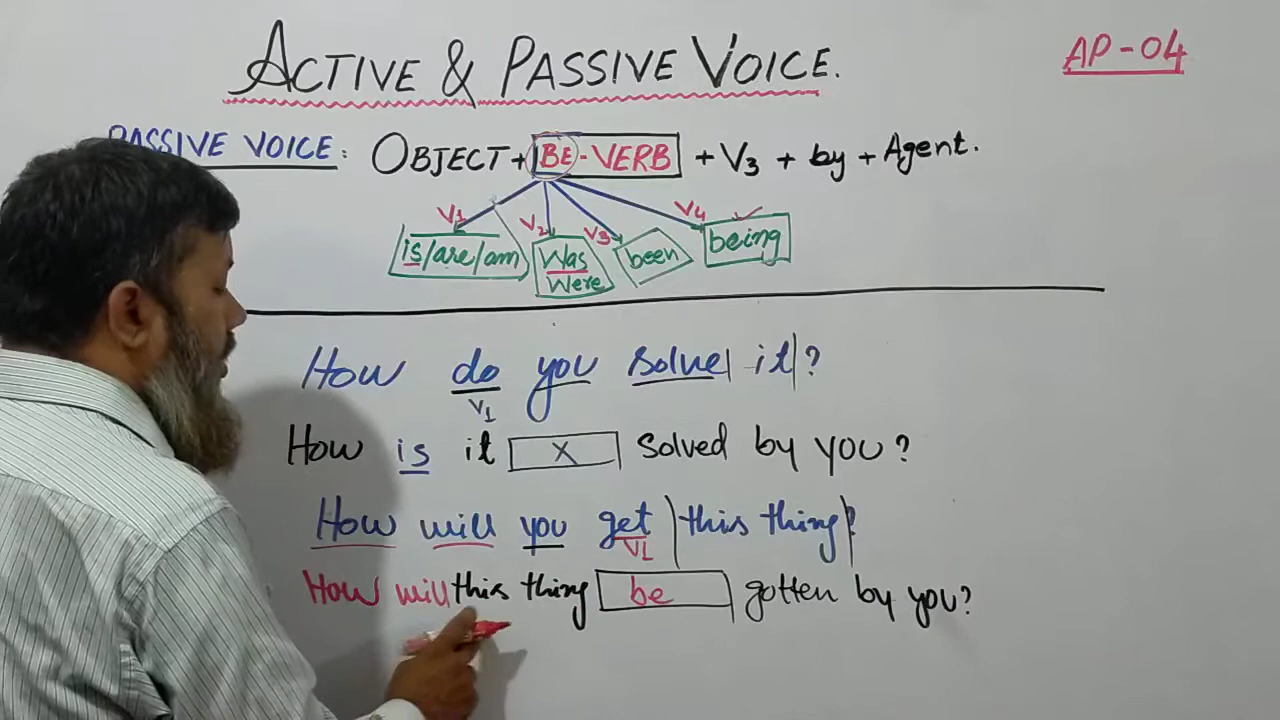 ACTIVE & PASSIVE VOICE.
AP-04
PASSIVE VOICE: OBJECT + BE-VERB + V3 + by + Agent.
V1 V2 V3 V4
is/are/am Was Were been being
How do you solve it?
V1
How is it X Solved by you?
How will you get this thing?
V1
How will this thing be gotten by you?